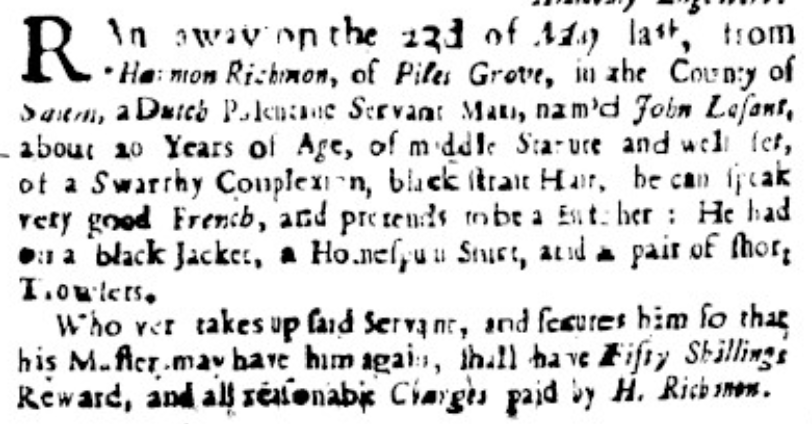 RAn away on the 23d of May last, from
Harmon Richmon, of Piles Grove, in the County of
Salem, a Dutch Palentine Servant Man, nam'd John Lesant,
about 20 Years of Age, of middle Stature and well set,
of a Swarthy Complexion, black strait Hair, he can speak
very good French, and pretends to be a Butcher: He had
on a black Jacket, a Homespun Shirt, and a pair of short
Trowsers.
Who ver takes up said Servant, and secures him so that
his Master may have him again, shall have Fifty Shillings
Reward, and all reasonable Charges paid by H. Richmon.